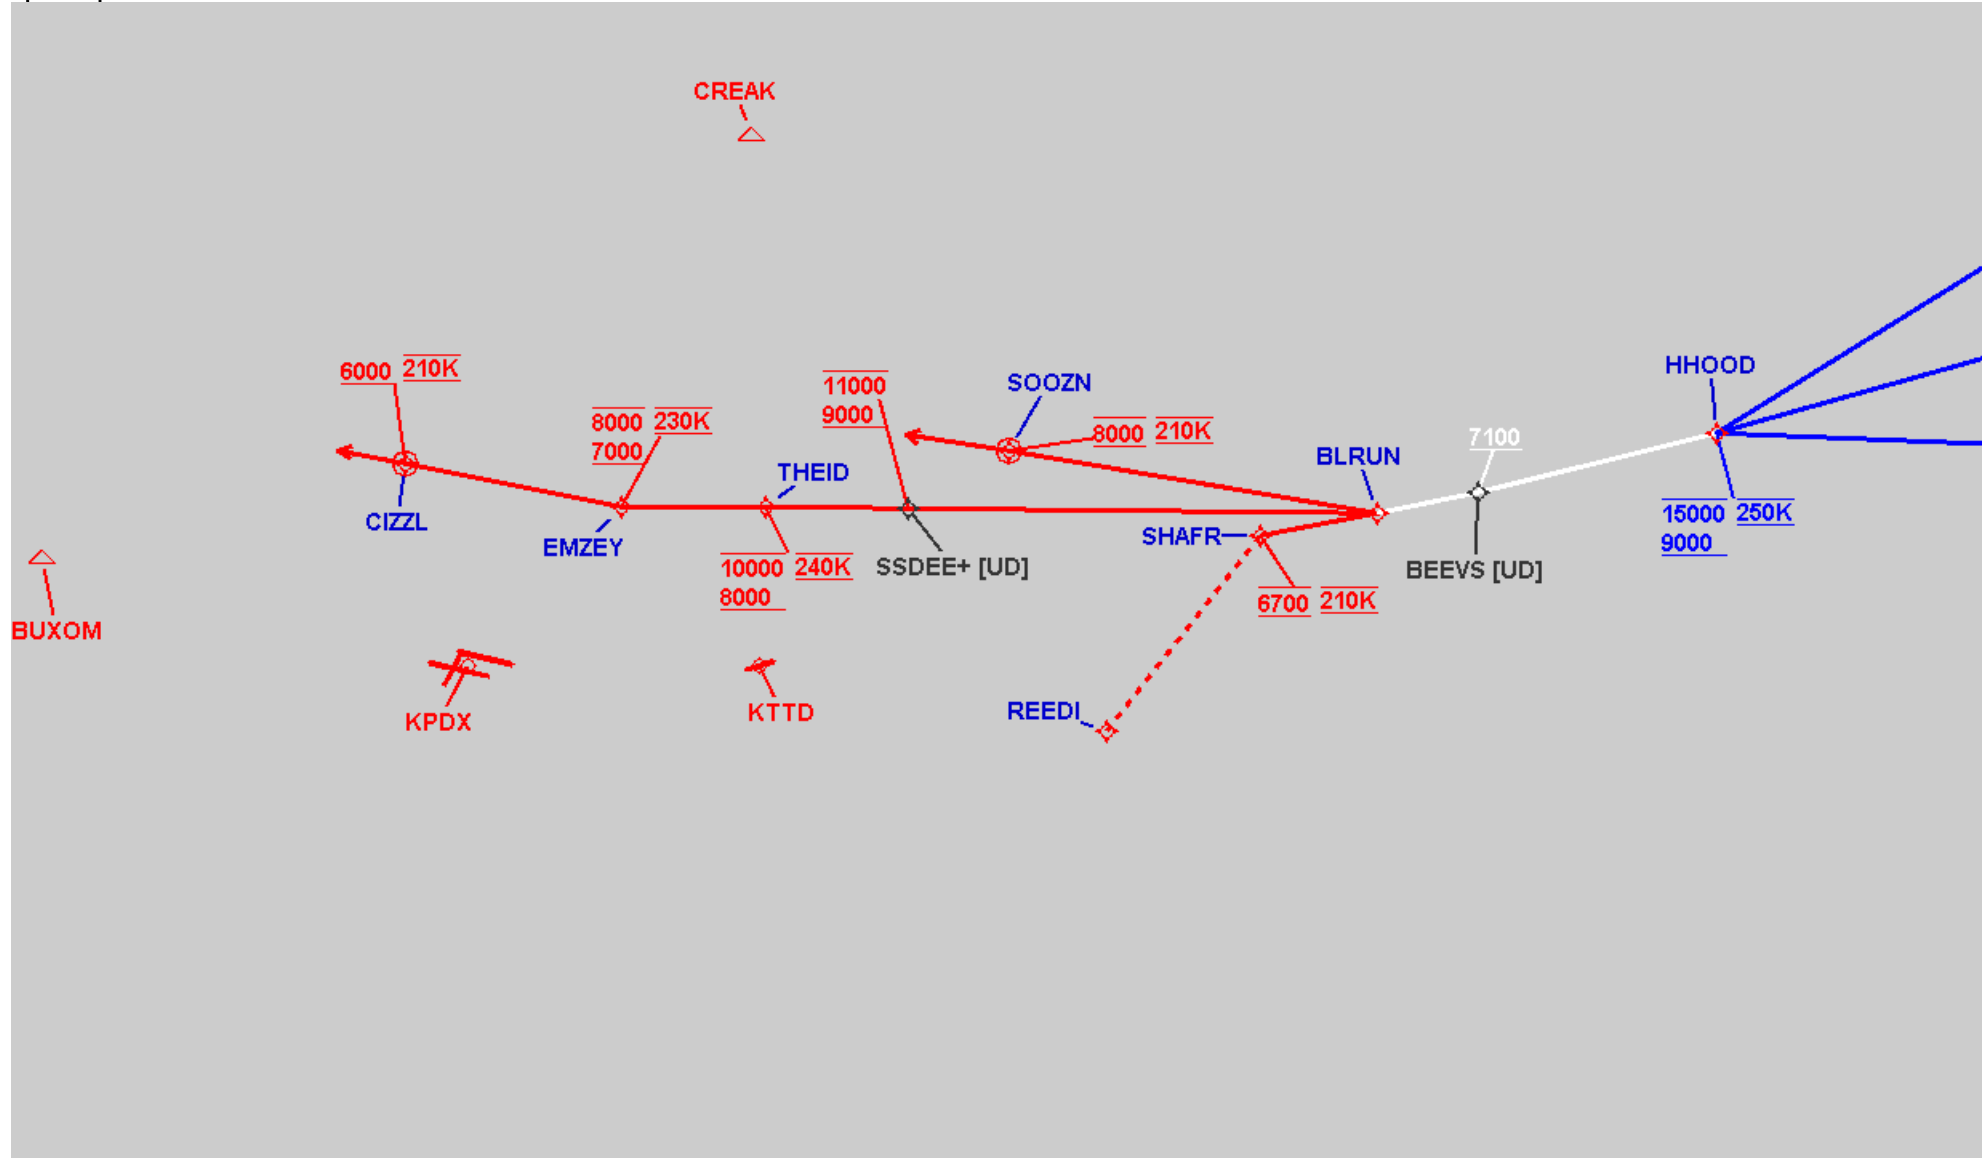 CREAK
6000 210K
8000 230K
7000
11000
9000
SOOZN
8000 210K
HHOOD
7100
BLRUN
THEID
CIZZL
EMZEY
10000 240K
8000
SSDEE+ [UD]
SHAFR
BEEVS [UD]
15000 250K
9000
6700 210K
BUXOM
KPDX
KTTD
REEDI